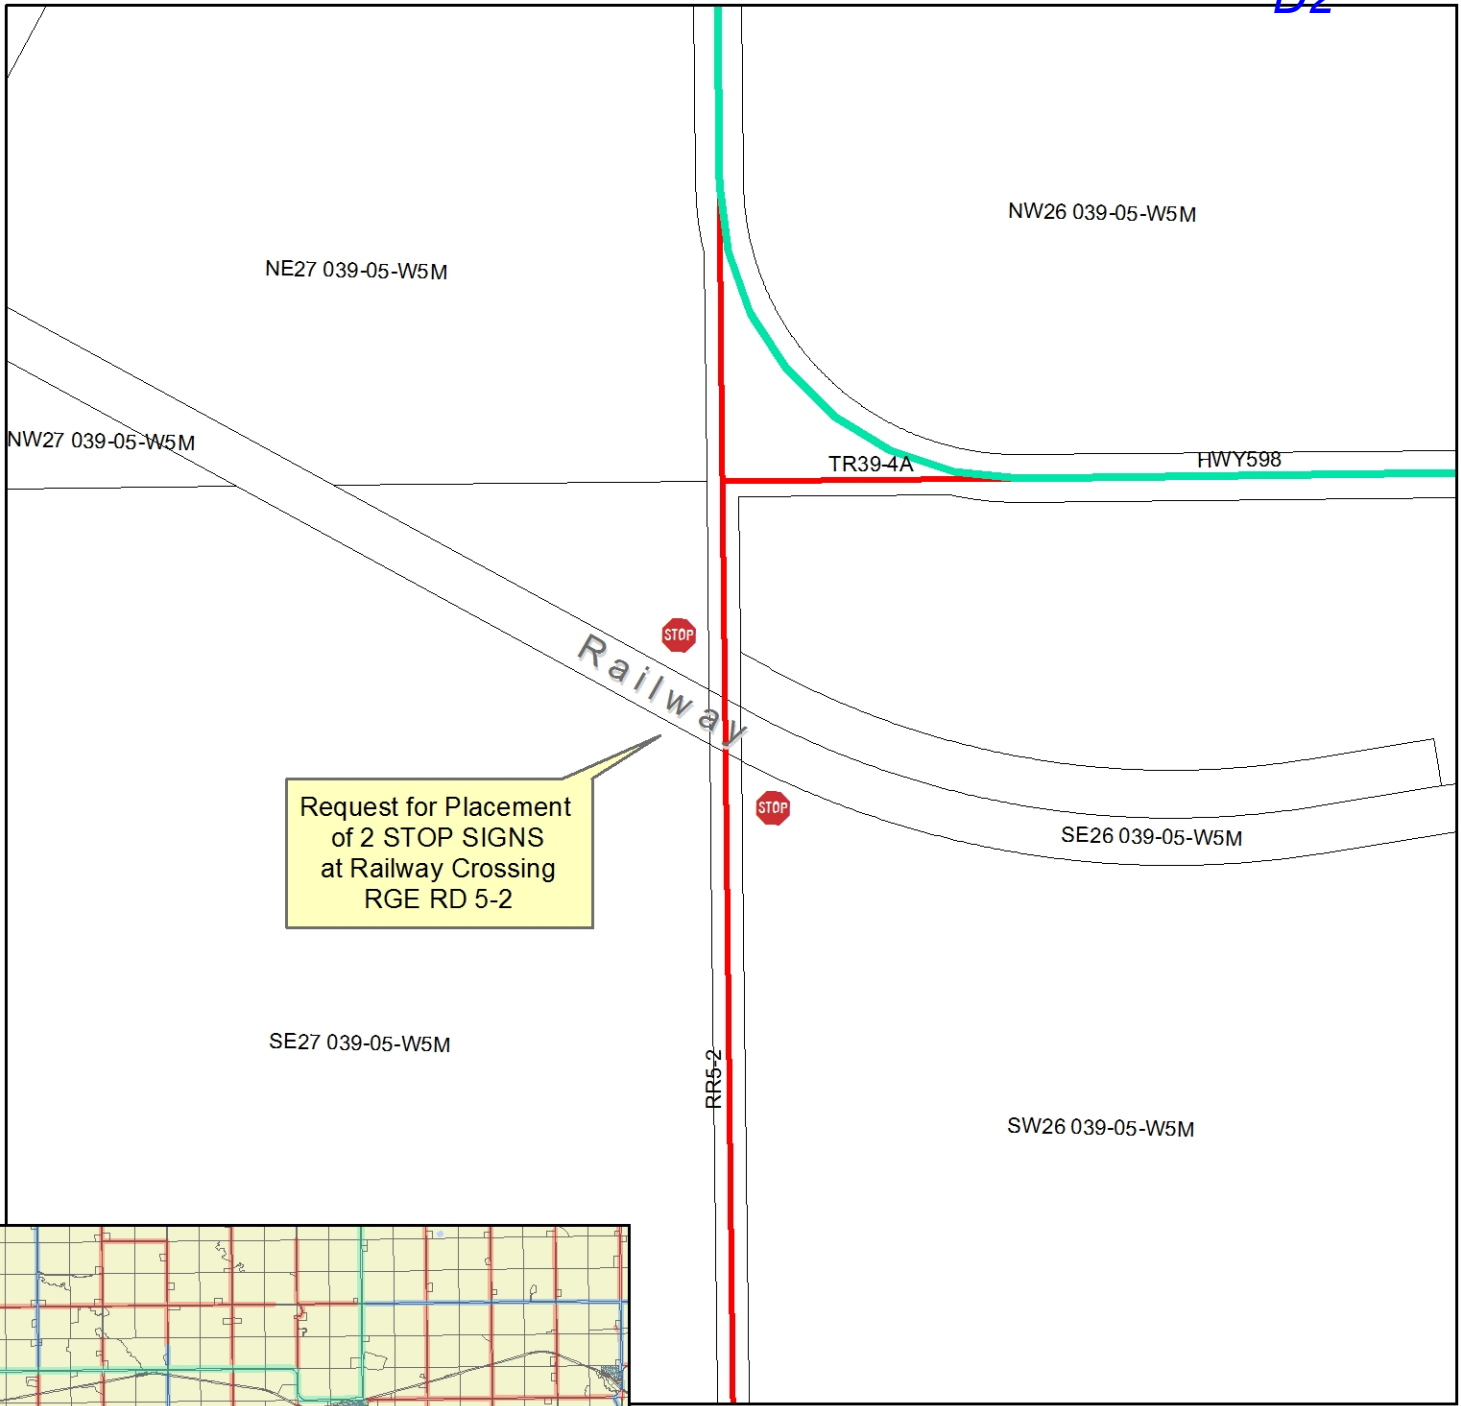 D2
NW26 039-05-W5M
NE27 039-05-W5M
NW27 039-05-W5M
TR39-4A
HWY598
STOP
Railway
STOP
Request for Placement
of 2 STOP SIGNS
at Railway Crossing
RGE RD 5-2
SE26 039-05-W5M
SE27 039-05-W5M
RR5-2
SW26 039-05-W5M